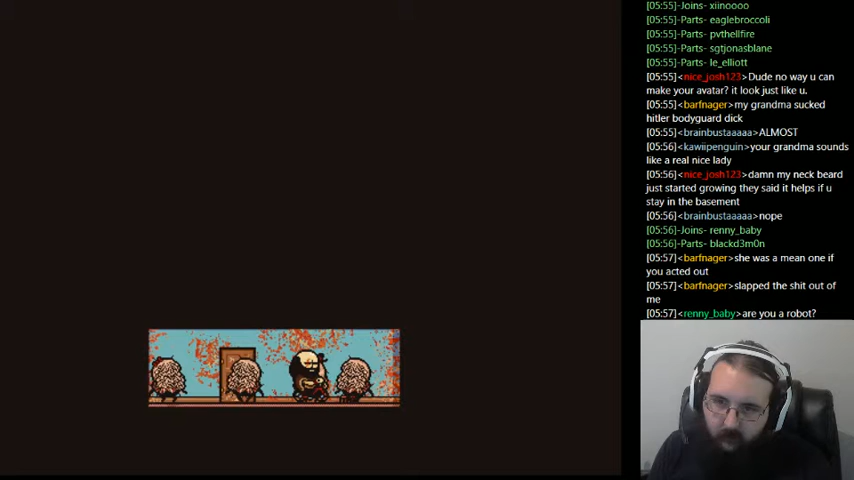 [05:55]-Joins- xiinoooo
[05:55]-Parts- eaglebroccoli
[05:55]-Parts- pvthellfire
[05:55]-Parts- sgtjonasblane
[05:55]-Parts- le_elliott
[05:55]<nice_josh123>Dude no way u can
make your avatar? it look just like u.
[05:55]<barfnager>my grandma sucked
hitler bodyguard dick
[05:55]<brainbustaaaaa>ALMOST
[05:56]<kawiipenguin>your grandma sounds
like a real nice lady
[05:56]<nice_josh123>damn my neck beard
just started growing they said it helps if u
stay in the basement
[05:56]<brainbustaaaaa>nope
[05:56]-Joins- renny_baby
[05:56]-Parts- blackd3m0n
[05:57]<barfnager>she was a mean one if
you acted out
[05:57]<barfnager>slapped the shit out of
me
[05:57]<renny_baby>are you a robot?